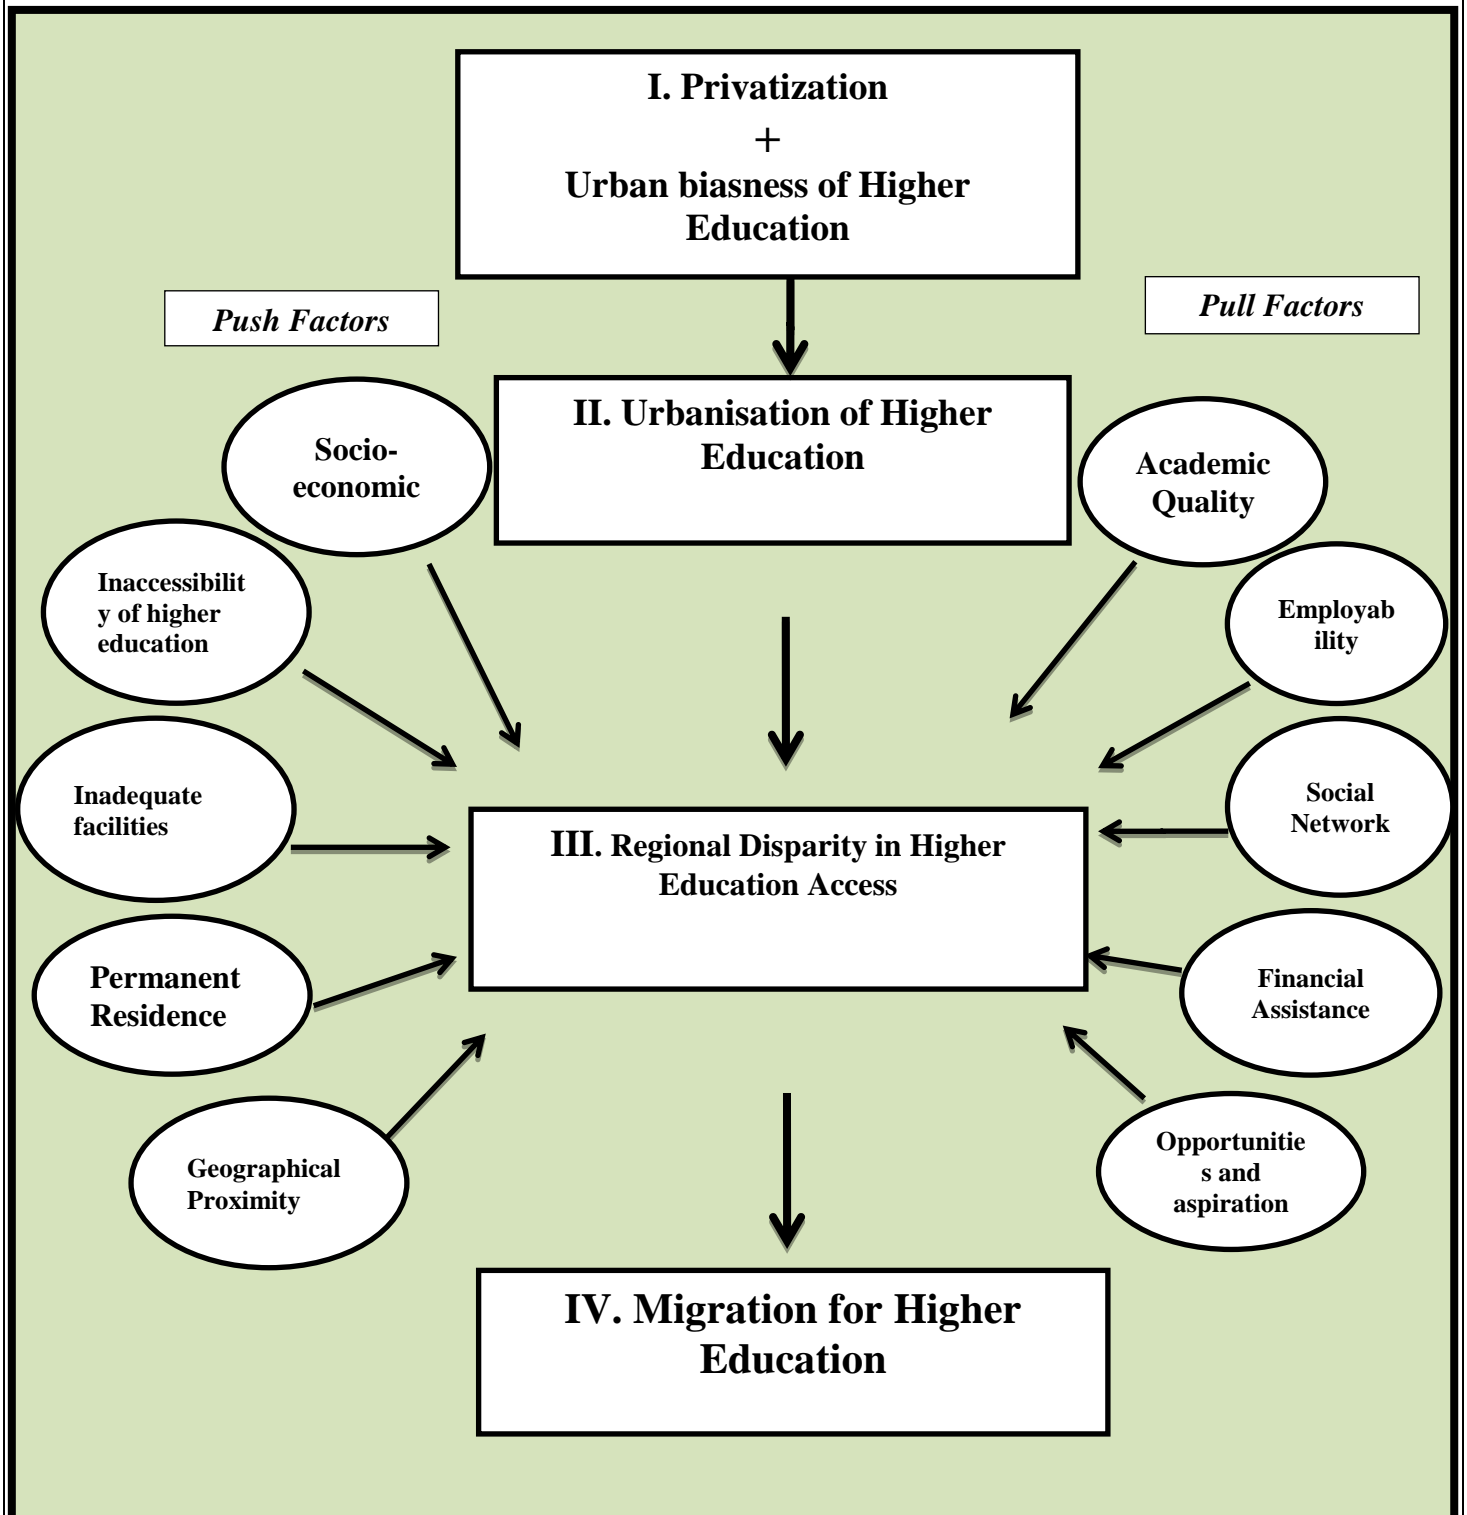 I. Privatization
+
Urban biasness of Higher
Education
Push Factors
Pull Factors
II. Urbanisation of Higher
Education
Socio-
economic
Academic
Quality
Inaccessibilit
y of higher
education
Employab
ility
Inadequate
facilities
Social
Network
III. Regional Disparity in Higher
Education Access
Permanent
Residence
Financial
Assistance
Geographical
Proximity
Opportunitie
s and
aspiration
IV. Migration for Higher
Education